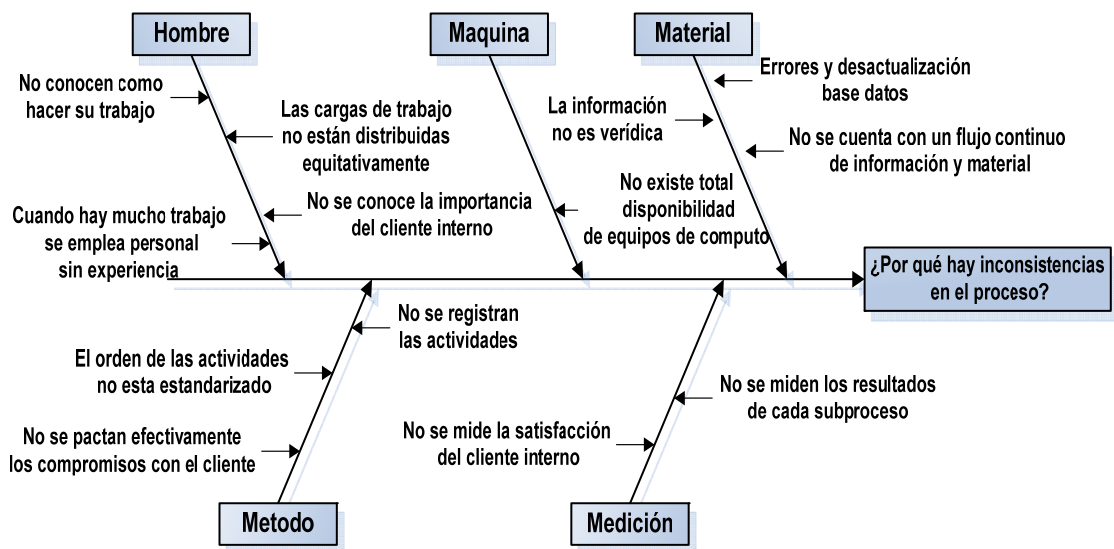 Hombre
Maquina
Material
No conocen como
hacer su trabajo
Las cargas de trabajo
no están distribuidas
equitativamente
No se conoce la importancia
del cliente interno
Cuando hay mucho trabajo
se emplea personal
sin experiencia
No existe total
disponibilidad
de equipos de computo
Errores y desactualización
base datos
La información
no es verídica
No se cuenta con un flujo continuo
de información y material
¿Por qué hay inconsistencias
en el proceso?
No se registran
las actividades
El orden de las actividades
no esta estandarizado
No se pactan efectivamente
los compromisos con el cliente
No se miden los resultados
de cada subproceso
No se mide la satisfacción
del cliente interno
Metodo
Medición